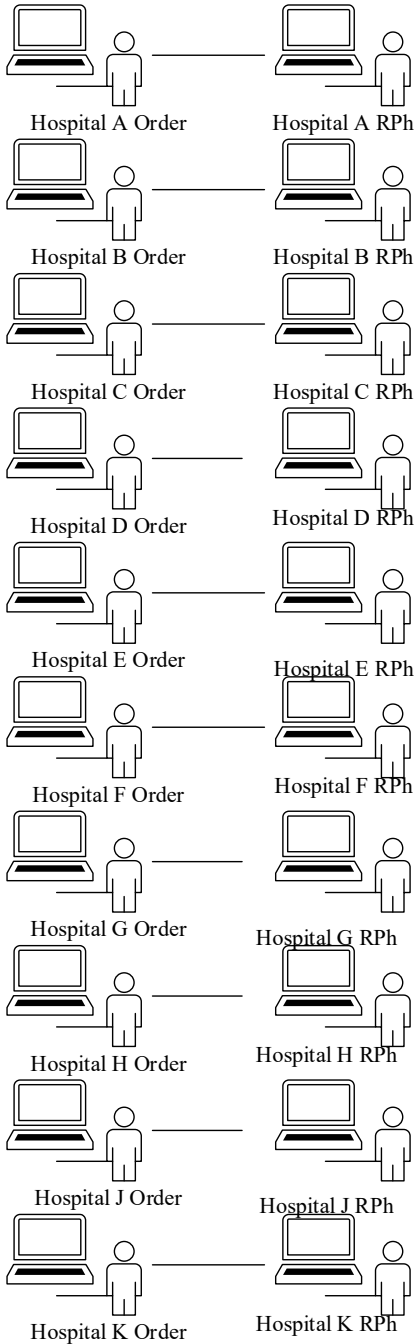 Hospital A Order
Hospital A RPh
Hospital B Order
Hospital B RPh
Hospital C Order
Hospital C RPh
Hospital D Order
Hospital D RPh
Hospital E Order
Hospital E RPh
Hospital F Order
Hospital F RPh
Hospital G Order
Hospital G RPh
Hospital H Order
Hospital H RPh
Hospital J Order
Hospital J RPh
Hospital K Order
Hospital K RPh